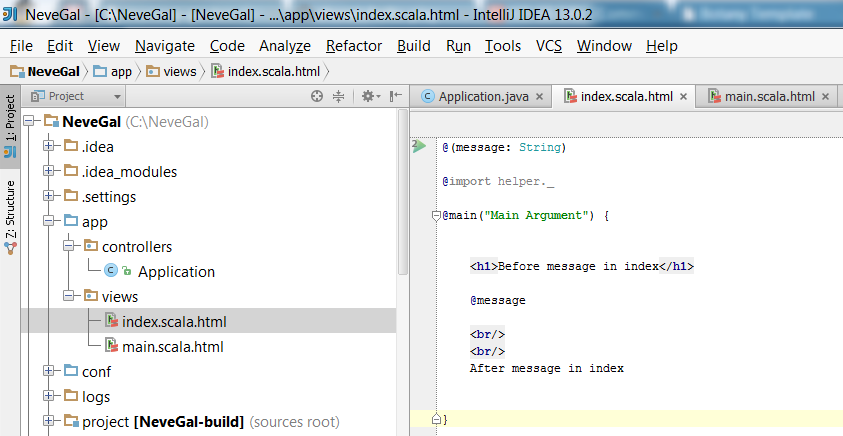 NeveGal - [C:\NeveGal] - [NeveGal] - ...\app\views\index.scala.html - IntelliJ IDEA 13.0.2
File Edit View Navigate Code Analyze Refactor Build Run Tools VCS Window Help
NeveGal app views index.scala.html
1: Project
Z: Structure
Project
NeveGal (C:\NeveGal)
.idea
.idea_modules
.settings
app
controllers
Application
views
index.scala.html
main.scala.html
conf
logs
project [NeveGal-build] (sources root)
Application.java index.scala.html main.scala.html
@(message: String)
@import helper._
@main("Main Argument") {
<h1>Before message in index</h1>
@message
<br/>
<br/>
After message in index
}